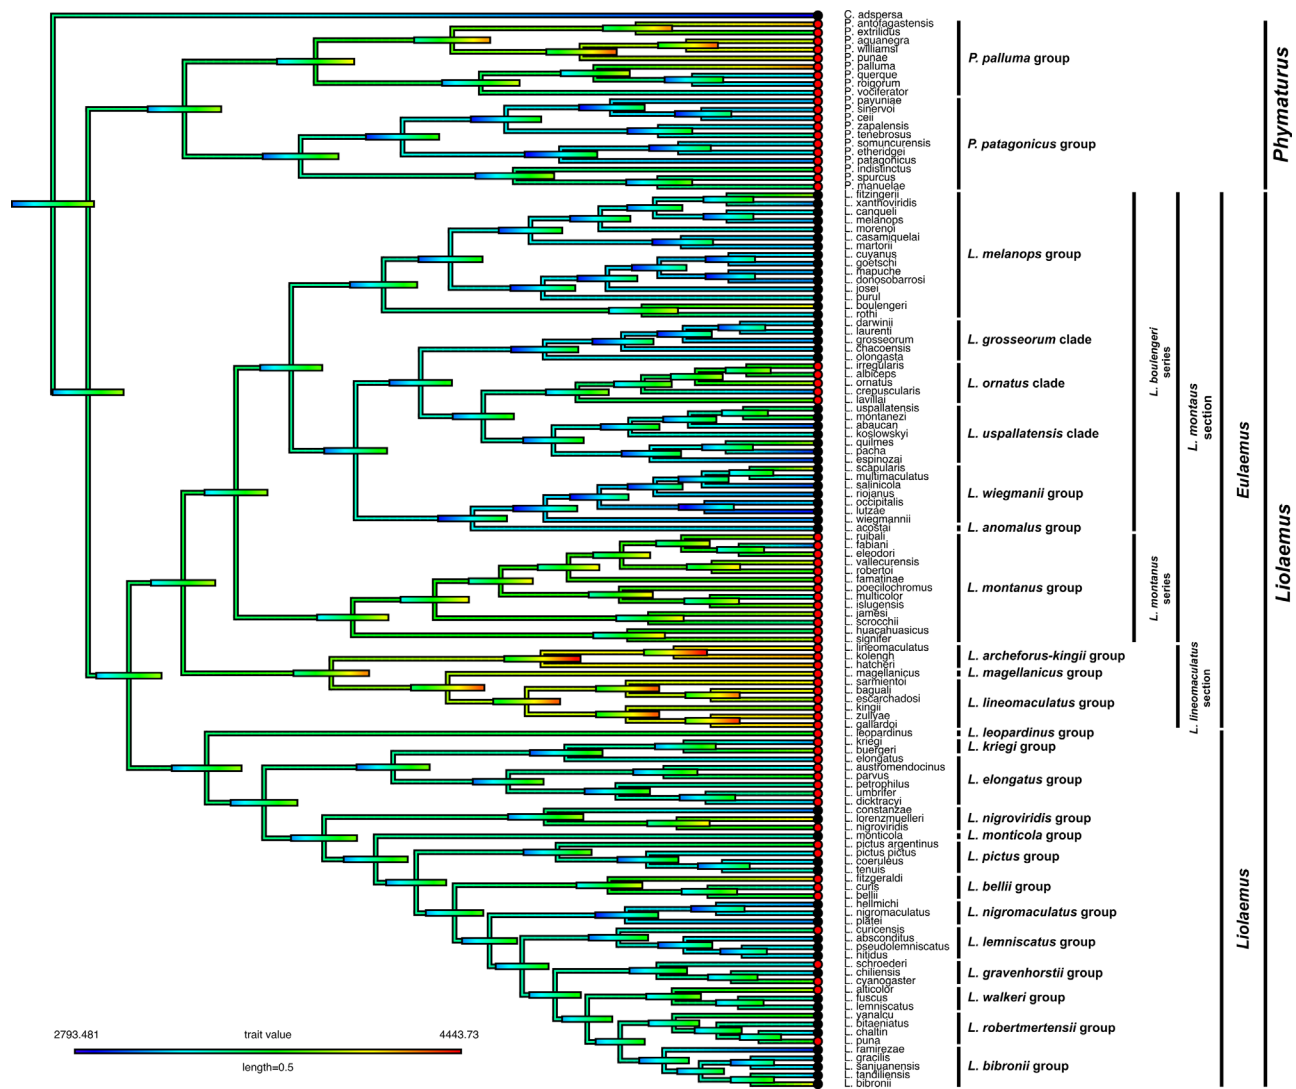 C. adspersa
P. antofagastensis
P. extrilidus
P. aguanegra
P. williamsi
P. punae
P. palluma
P. querque
P. roigorum
P. vociferator
P. palluma group
P. payuniae
P. sinervoi
P. ceii
P. zapalensis
P. tenebrosus
P. somuncurensis
P. etheridgei
P. patagonicus
P. indistinctus
P. spurcus
P. manuelae
P. patagonicus group
Phymaturus
L. fitzingerii
L. xanthoviridis
L. canqueli
L. melanops
L. morenoi
L. casamiquelai
L. martorii
L. cuyanus
L. goetschi
L. mapuche
L. donosobarrosi
L. josei
L. purul
L. boulengeri
L. rothi
L. melanops group
L. darwinii
L. laurenti
L. grosseorum
L. chacoensis
L. olongasta
L. grosseorum clade
L. irregularis
L. albiceps
L. ornatus
L. crepuscularis
L. lavillai
L. ornatus clade
L. uspallatensis
L. montanezi
L. abaucan
L. koslowskyi
L. quilmes
L. pacha
L. espinozai
L. uspallatensis clade
L. scapularis
L. multimaculatus
L. salinicola
L. riojanus
L. occipitalis
L. lutzae
L. wiegmannii
L. wiegmanii group
L. acostai
L. anomalus group
L. boulengeri
series
L. ruibali
L. fabiani
L. eleodori
L. vallecurensis
L. robertoi
L. famatinae
L. poecilochromus
L. multicolor
L. islugensis
L. jamesi
L. scrocchii
L. huacahuasicus
L. signifer
L. montanus group
L. montanus
series
L. montaus
section
L. lineomaculatus
L. kolengh
L. hatcheri
L. archeforus-kingii group
L. magellanicus
L. magellanicus group
L. sarmientoi
L. baguali
L. escarchadosi
L. kingii
L. zullyae
L. gallardoi
L. lineomaculatus group
L. lineomaculatus
section
Eulaemus
L. leopardinus
L. leopardinus group
L. kriegi
L. buergeri
L. kriegi group
L. elongatus
L. austromendocinus
L. parvus
L. petrophilus
L. umbrifer
L. dicktracyi
L. elongatus group
L. constanzae
L. lorenzmuelleri
L. nigroviridis
L. nigroviridis group
L. monticola
L. monticola group
L. pictus argentinus
L. pictus pictus
L. coeruleus
L. tenuis
L. pictus group
L. fitzgeraldi
L. curis
L. bellii
L. bellii group
L. hellmichi
L. nigromaculatus
L. platei
L. nigromaculatus group
L. curicensis
L. absconditus
L. pseudolemniscatus
L. nitidus
L. lemniscatus group
L. schroederi
L. chiliensis
L. cyanogaster
L. gravenhorstii group
L. alticolor
L. fuscus
L. lemniscatus
L. walkeri group
L. yanalcu
L. bitaeniatus
L. chaltin
L. puna
L. robertmertensii group
L. ramirezae
L. gracilis
L. sanjuanensis
L. tandiliensis
L. bibronii
L. bibronii group
Liolaemus
Liolaemus
2793.481 trait value 4443.73
length=0.5